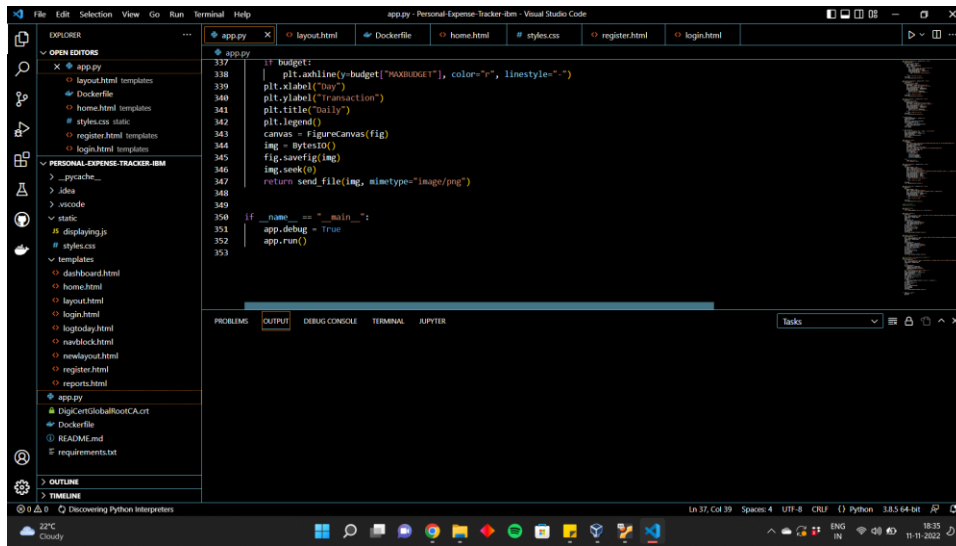 File Edit Selection View Go Run Terminal Help
app.py - Personal-Expense-Tracker-ibm - Visual Studio Code
EXPLORER
OPEN EDITORS
app.py
layout.html templates
Dockerfile
home.html templates
styles.css static
register.html templates
login.html templates
PERSONAL-EXPENSE-TRACKER-IBM
__pycache__
.idea
.vscode
static
JS displaying.js
# styles.css
templates
dashboard.html
home.html
layout.html
login.html
logtoday.html
navblock.html
newlayout.html
register.html
reports.html
app.py
DigiCertGlobalRootCA.crt
Dockerfile
README.md
requirements.txt
OUTLINE
TIMELINE
app.py layout.html Dockerfile home.html # styles.css register.html login.html
app.py
337 if budget:
338 plt.axhline(y=budget["MAXBUDGET"], color="r", linestyle="-")
339 plt.xlabel("Day")
340 plt.ylabel("Transaction")
341 plt.title("Daily")
342 plt.legend()
343 canvas = FigureCanvas(fig)
344 img = BytesIO()
345 fig.savefig(img)
346 img.seek(0)
347 return send_file(img, mimetype="image/png")
348
349
350 if __name__ == "__main__":
351 app.debug = True
352 app.run()
353
PROBLEMS OUTPUT DEBUG CONSOLE TERMINAL JUPYTER
Tasks
0 0 Discovering Python Interpreters
Ln 37, Col 39 Spaces: 4 UTF-8 CRLF {} Python 3.8.5 64-bit
22°C
Cloudy
ENG
IN
18:35
11-11-2022